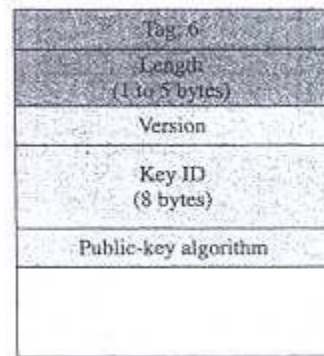 Tag: 6
Length
(1 to 5 bytes)
Version
Key ID
(8 bytes)
Public-key algorithm